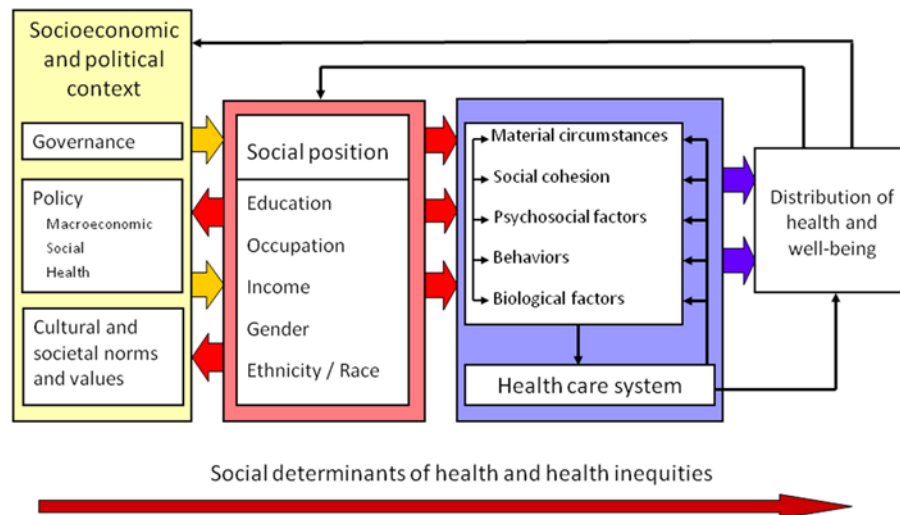 Socioeconomic
and political
context
Governance
Policy
Macroeconomic
Social
Health
Cultural and
societal norms
and values
Social position
Education
Occupation
Income
Gender
Ethnicity / Race
Material circumstances
Social cohesion
Psychosocial factors
Behaviors
Biological factors
Health care system
Distribution of
health and
well-being
Social determinants of health and health inequities